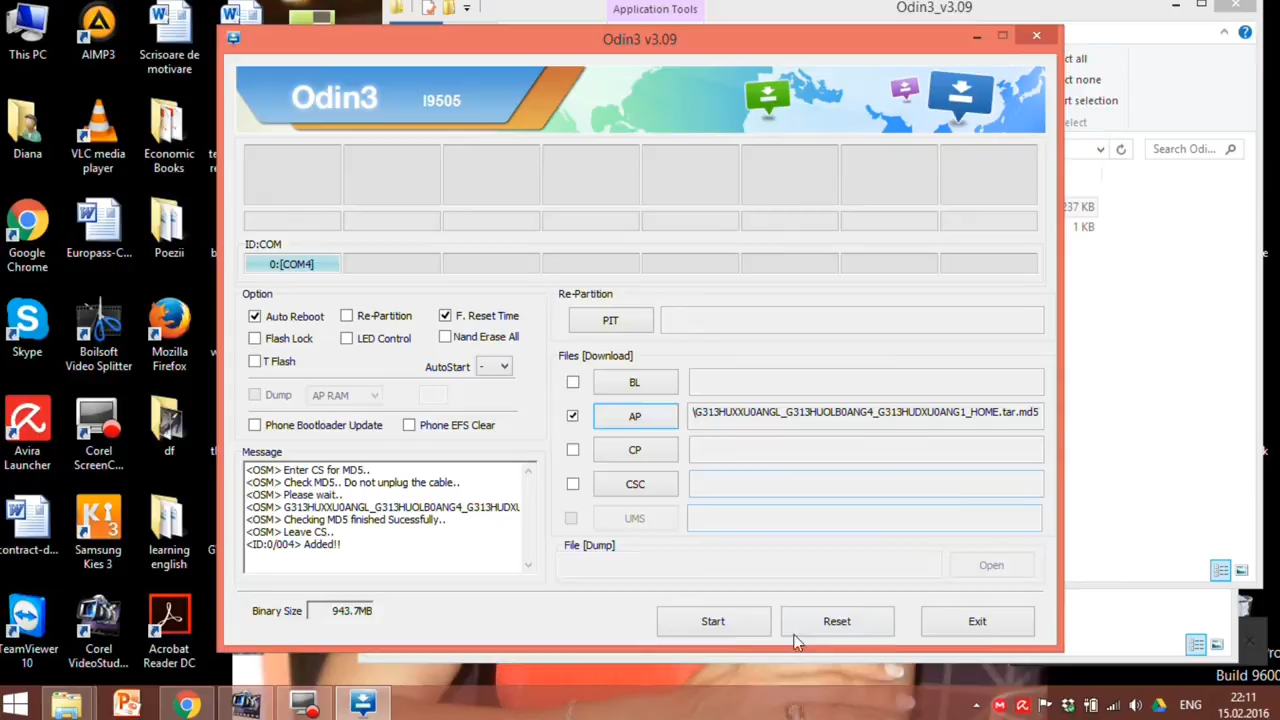 Application Tools
Odin3_v3.09
This PC
AIMP3
Scrisoare de
motivare
Odin3 v3.09
ct all
ct none
rt selection
elect
Odin3
I9505
Search Odi...
Diana
VLC media
player
Economic
Books
237 KB
1 KB
ID:COM
0:[COM4]
Google
Chrome
Europass-C...
Poezii
Option
Re-Partition
Auto Reboot
Re-Partition
F. Reset Time
PIT
Flash Lock
LED Control
Nand Erase All
T Flash
AutoStart
-
Files [Download]
Skype
Boilsoft
Video Splitter
Mozilla
Firefox
BL
Dump
AP RAM
AP
\G313HUXXU0ANGL_G313HUOLB0ANG4_G313HUDXU0ANG1_HOME.tar.md5
Phone Bootloader Update
Phone EFS Clear
CP
Avira
Launcher
Corel
ScreenC...
df
Message
<OSM> Enter CS for MD5..
<OSM> Check MD5.. Do not unplug the cable..
<OSM> Please wait..
<OSM> G313HUXXU0ANGL_G313HUOLB0ANG4_G313HUDXU
<OSM> Checking MD5 finished Sucessfully..
<OSM> Leave CS..
<ID:0/004> Added!!
CSC
UMS
File [Dump]
Open
contract-d...
Samsung
Kies 3
learning
english
Binary Size
943.7MB
Start
Reset
Exit
TeamViewer
10
Corel
VideoStud...
Acrobat
Reader DC
Build 9600
ENG
22:11
15.02.2016